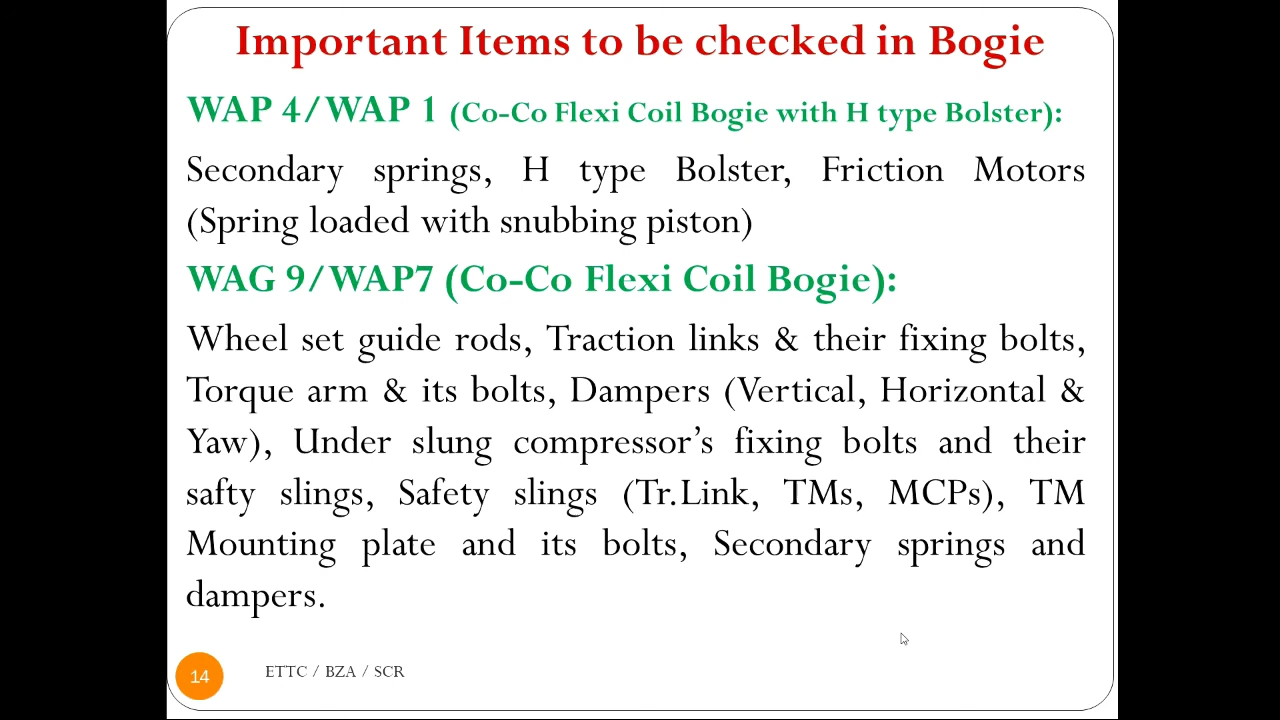 Important Items to be checked in Bogie
WAP 4/WAP 1 (Co-Co Flexi Coil Bogie with H type Bolster):
Secondary springs, H type Bolster, Friction Motors
(Spring loaded with snubbing piston)
WAG 9/WAP7 (Co-Co Flexi Coil Bogie):
Wheel set guide rods, Traction links & their fixing bolts,
Torque arm & its bolts, Dampers (Vertical, Horizontal &
Yaw), Under slung compressor’s fixing bolts and their
safty slings, Safety slings (Tr.Link, TMs, MCPs), TM
Mounting plate and its bolts, Secondary springs and
dampers.
14
ETTC / BZA / SCR